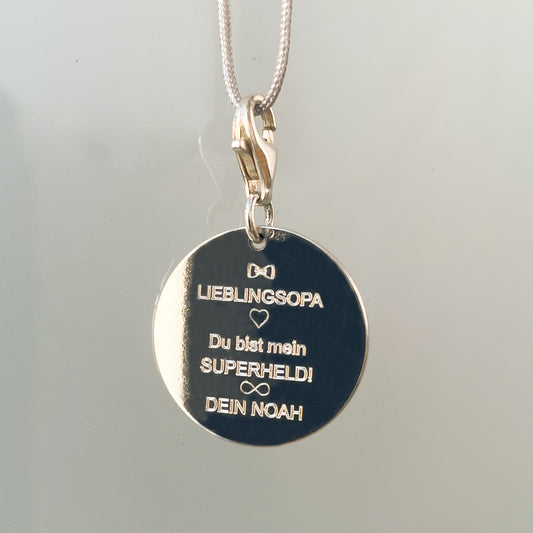 LIEBLINGSOPA
Du bist mein
SUPERHELD!
DEIN NOAH